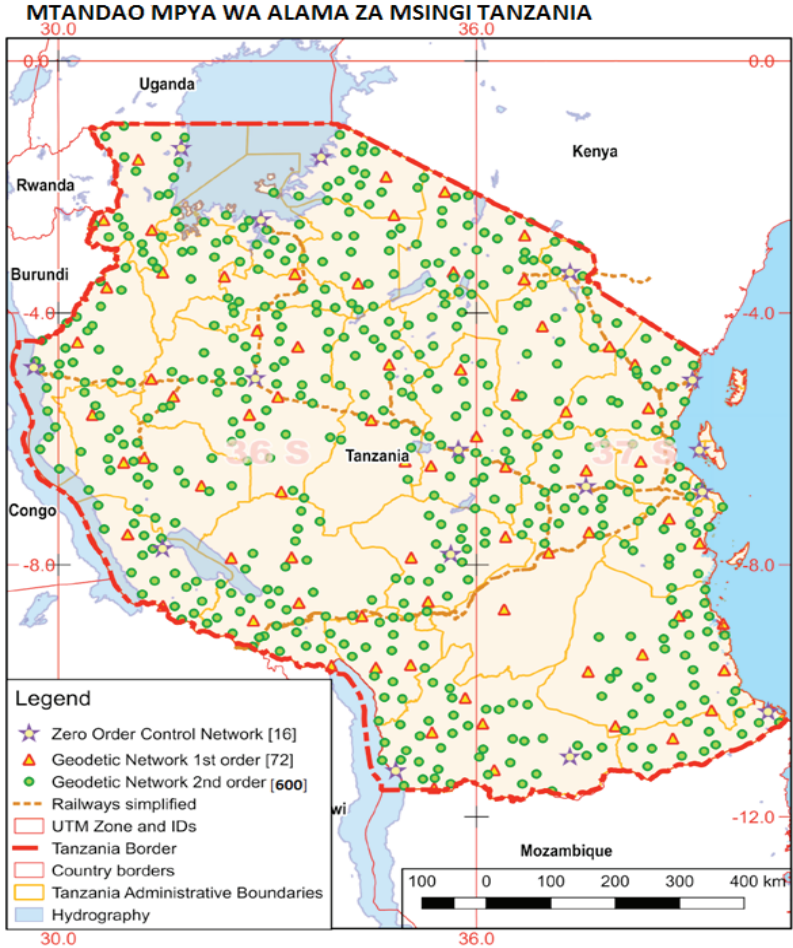 MTANDAO MPYA WA ALAMA ZA MSINGI TANZANIA
30.0 36.0
0.0 0.0
Uganda
Kenya
Rwanda
Burundi
-4.0 -4.0
36 S 37 S
Tanzania
Congo
-8.0 -8.0
Legend
Zero Order Control Network [16]
Geodetic Network 1st order [72]
Geodetic Network 2nd order [600]
Railways simplified
UTM Zone and IDs
Tanzania Border
Country borders
Tanzania Administrative Boundaries
Hydrography
wi
-12.0
Mozambique
100 0 100 200 300 400 km
30.0 36.0